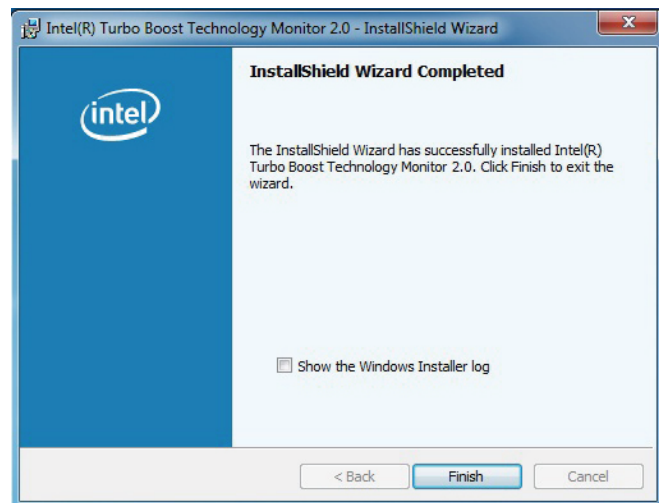 Intel(R) Turbo Boost Technology Monitor 2.0 - InstallShield Wizard
x
InstallShield Wizard Completed
intel
The InstallShield Wizard has successfully installed Intel(R)
Turbo Boost Technology Monitor 2.0. Click Finish to exit the
wizard.
Show the Windows Installer log
< Back
Finish
Cancel